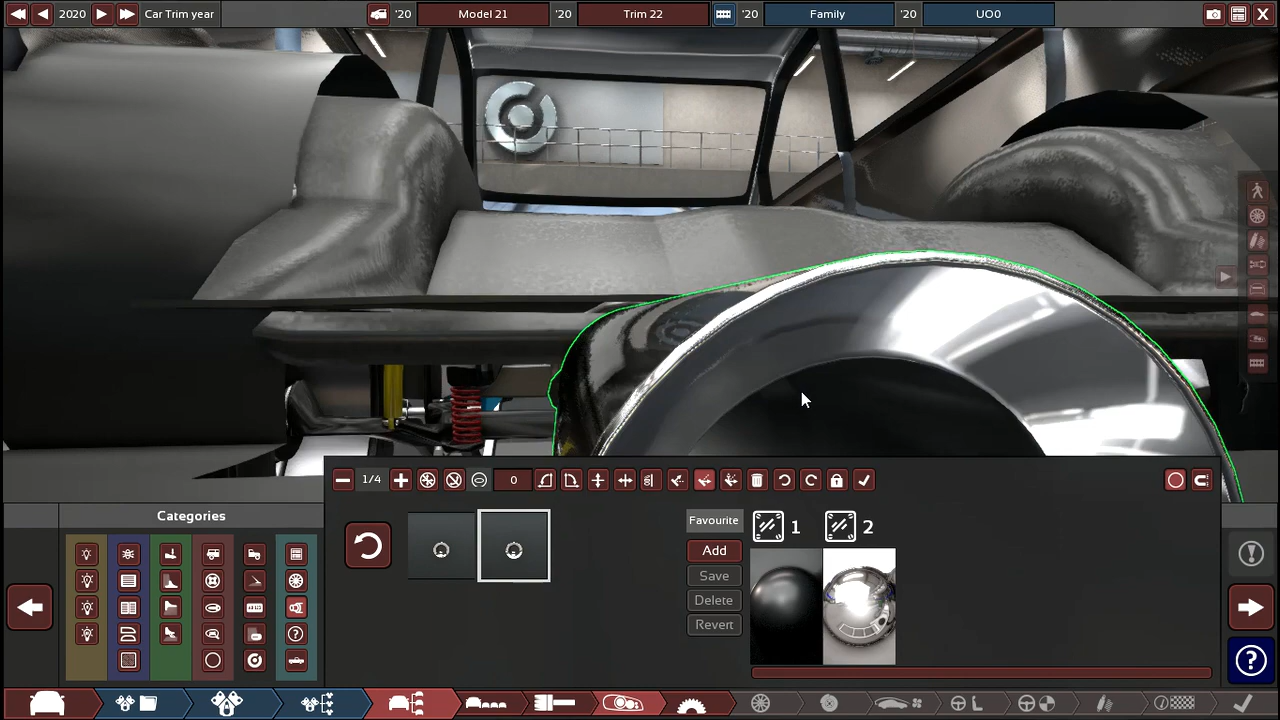 2020 Car Trim year '20 Model 21 '20 Trim 22 '20 Family '20 UO0
1/4 0
Categories
Favourite 1 2
Add
Save
Delete
Revert
?